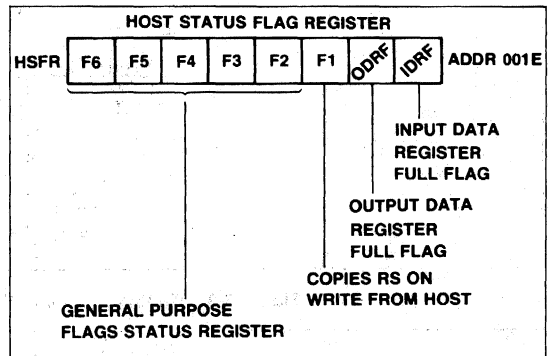 HOST STATUS FLAG REGISTER
HSFR F6 F5 F4 F3 F2 F1 ODRF IDRF ADDR 001E
INPUT DATA
REGISTER
FULL FLAG
OUTPUT DATA
REGISTER
FULL FLAG
COPIES RS ON
WRITE FROM HOST
GENERAL PURPOSE
FLAGS STATUS REGISTER